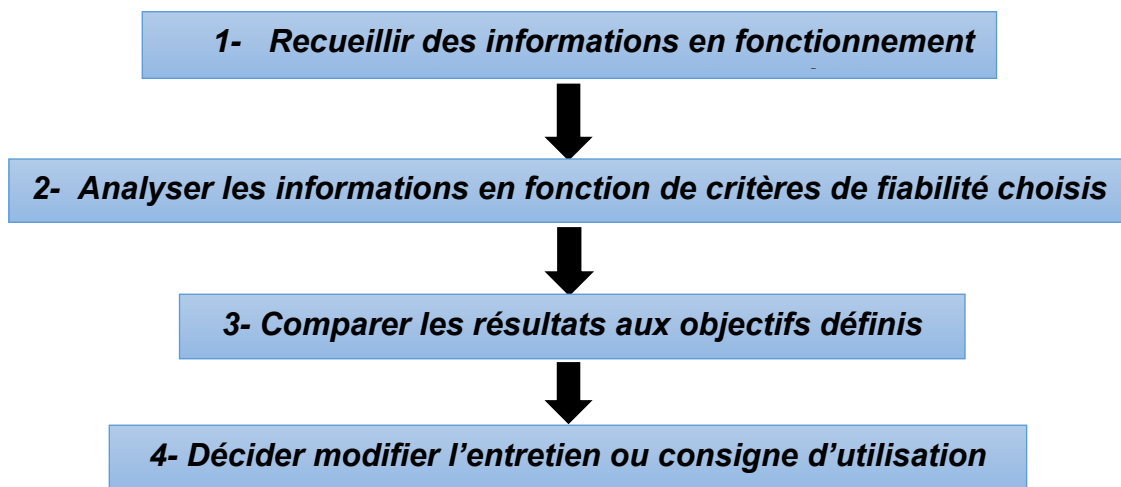 1- Recueillir des informations en fonctionnement
2- Analyser les informations en fonction de critères de fiabilité choisis
3- Comparer les résultats aux objectifs définis
4- Décider modifier l’entretien ou consigne d’utilisation